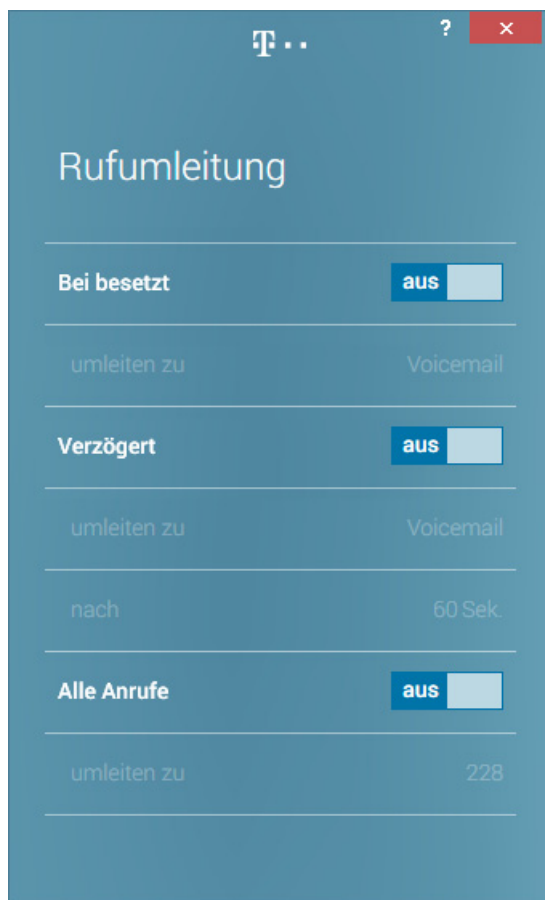 T··
?
×
Rufumleitung
Bei besetzt aus
umleiten zu Voicemail
Verzögert aus
umleiten zu Voicemail
nach 60 Sek.
Alle Anrufe aus
umleiten zu 228